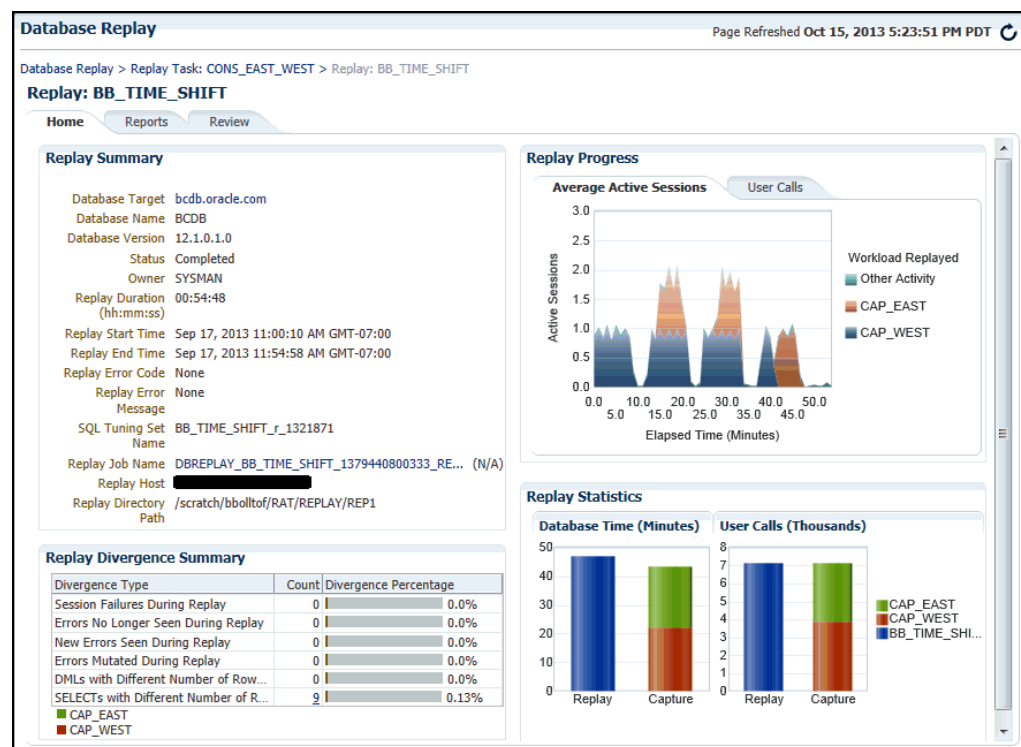 Database Replay
Page Refreshed Oct 15, 2013 5:23:51 PM PDT
Database Replay > Replay Task: CONS_EAST_WEST > Replay: BB_TIME_SHIFT
Replay: BB_TIME_SHIFT
Home Reports Review
Replay Summary
Database Target bcdb.oracle.com
Database Name BCDB
Database Version 12.1.0.1.0
Status Completed
Owner SYSMAN
Replay Duration 00:54:48
(hh:mm:ss)
Replay Start Time Sep 17, 2013 11:00:10 AM GMT-07:00
Replay End Time Sep 17, 2013 11:54:58 AM GMT-07:00
Replay Error Code None
Replay Error None
Message
SQL Tuning Set BB_TIME_SHIFT_r_1321871
Name
Replay Job Name DBREPLAY_BB_TIME_SHIFT_1379440800333_RE... (N/A)
Replay Host
Replay Directory /scratch/bbolltof/RAT/REPLAY/REP1
Path
Replay Divergence Summary
Divergence Type Count Divergence Percentage
Session Failures During Replay 0 0.0%
Errors No Longer Seen During Replay 0 0.0%
New Errors Seen During Replay 0 0.0%
Errors Mutated During Replay 0 0.0%
DMLs with Different Number of Row... 0 0.0%
SELECTs with Different Number of R... 9 0.13%
CAP_EAST
CAP_WEST
Replay Progress
Average Active Sessions User Calls
3.0
2.5
2.0
1.5
1.0
0.5
0.0
Active Sessions
0.0 10.0 20.0 30.0 40.0 50.0
5.0 15.0 25.0 35.0 45.0
Elapsed Time (Minutes)
Workload Replayed
Other Activity
CAP_EAST
CAP_WEST
Replay Statistics
Database Time (Minutes)
50
40
30
20
10
0
Replay Capture
User Calls (Thousands)
8
7
6
5
4
3
2
1
0
Replay Capture
CAP_EAST
CAP_WEST
BB_TIME_SHI...